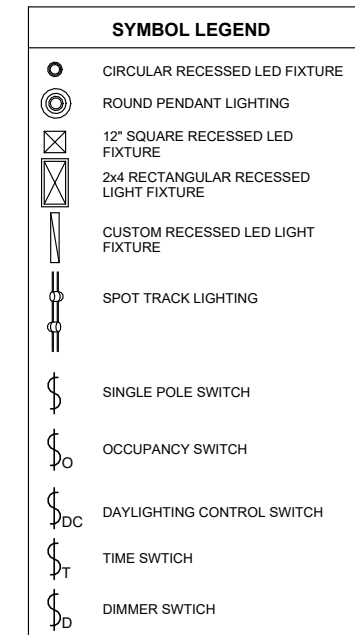 SYMBOL LEGEND
CIRCULAR RECESSED LED FIXTURE
ROUND PENDANT LIGHTING
12" SQUARE RECESSED LED
FIXTURE
2x4 RECTANGULAR RECESSED
LIGHT FIXTURE
CUSTOM RECESSED LED LIGHT
FIXTURE
SPOT TRACK LIGHTING
$ SINGLE POLE SWITCH
$O OCCUPANCY SWITCH
$DC DAYLIGHTING CONTROL SWITCH
$T TIME SWTICH
$D DIMMER SWTICH